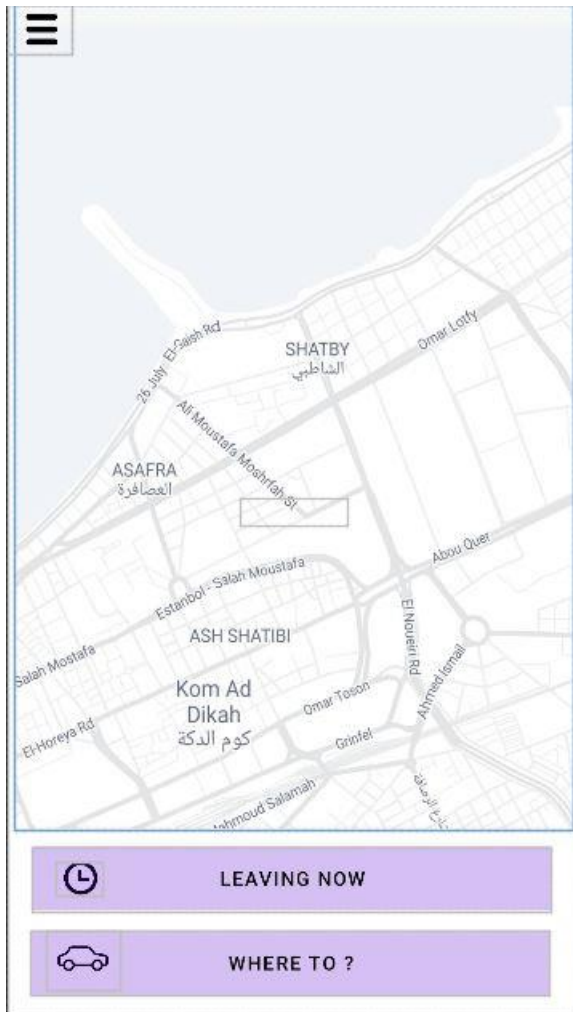 SHATBY
الشاطبي
Omar Lotfy
26 July El-Gaish Rd
Ali Moustafa Moshrfah St
ASAFRA
العصافرة
Abou Quer
Estanbol - Salah Moustafa
El Noueiri Rd
ASH SHATIBI
Salah Mostafa
Ahmed Ismail
Kom Ad
Dikah
كوم الدكة
Omar Toson
El-Horeya Rd
Grinfel
Mahmoud Salamah
LEAVING NOW
WHERE TO ?